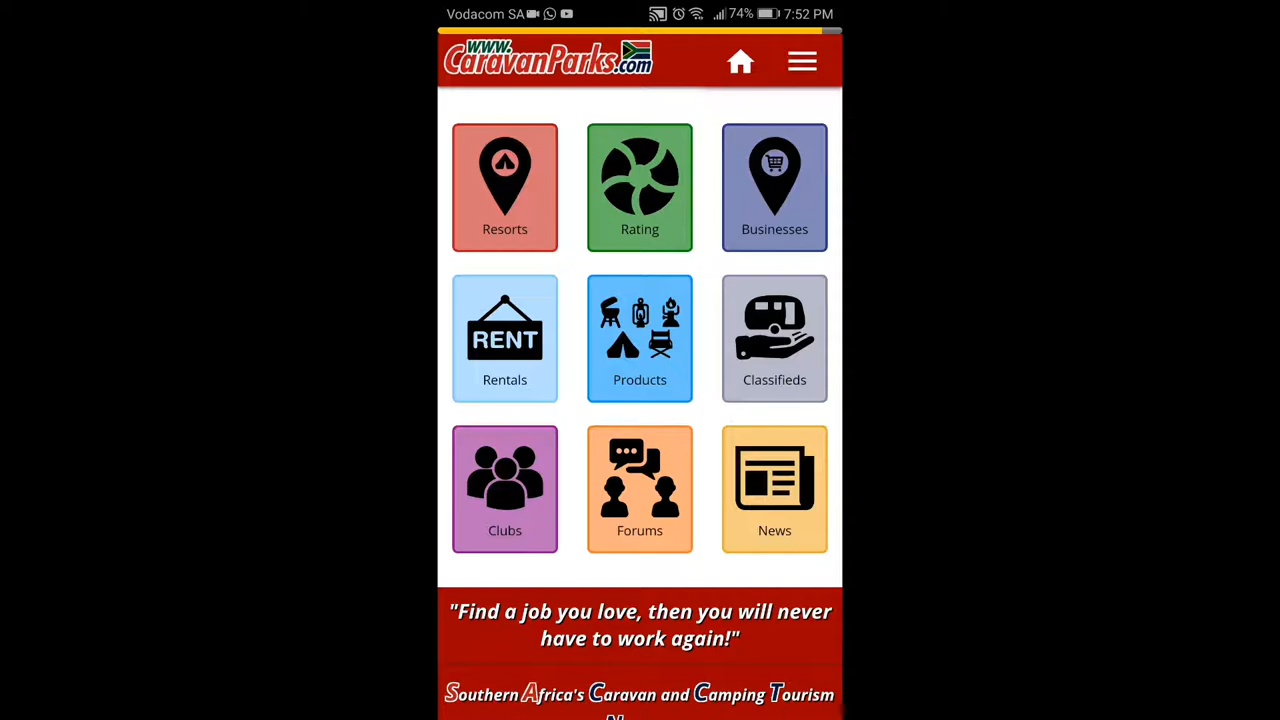 Vodacom SA 74% 7:52 PM
www.
CaravanParks.com
Resorts Rating Businesses
RENT
Rentals Products Classifieds
Clubs Forums News
"Find a job you love, then you will never
have to work again!"
Southern Africa's Caravan and Camping Tourism